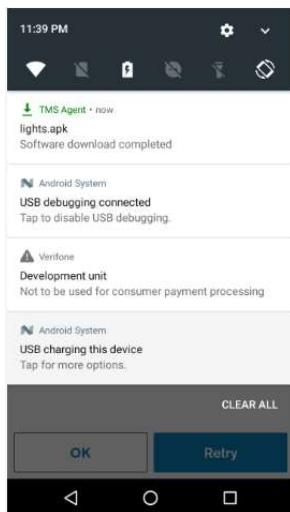 11:39 PM
TMS Agent • now
lights.apk
Software download completed
Android System
USB debugging connected
Tap to disable USB debugging.
Verifone
Development unit
Not to be used for consumer payment processing
Android System
USB charging this device
Tap for more options.
CLEAR ALL
OK
Retry